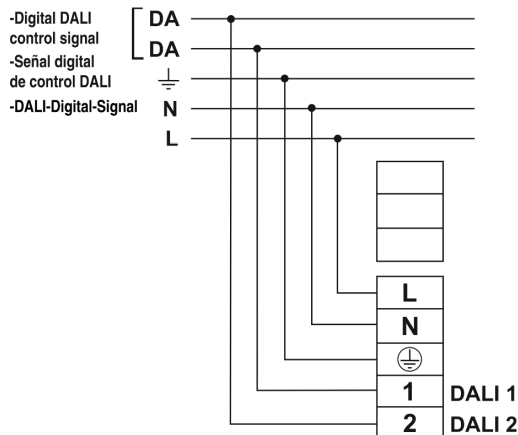 -Digital DALI
control signal
-Señal digital
de control DALI
-DALI-Digital-Signal
DA
DA
N
L
L
N
1 DALI 1
2 DALI 2